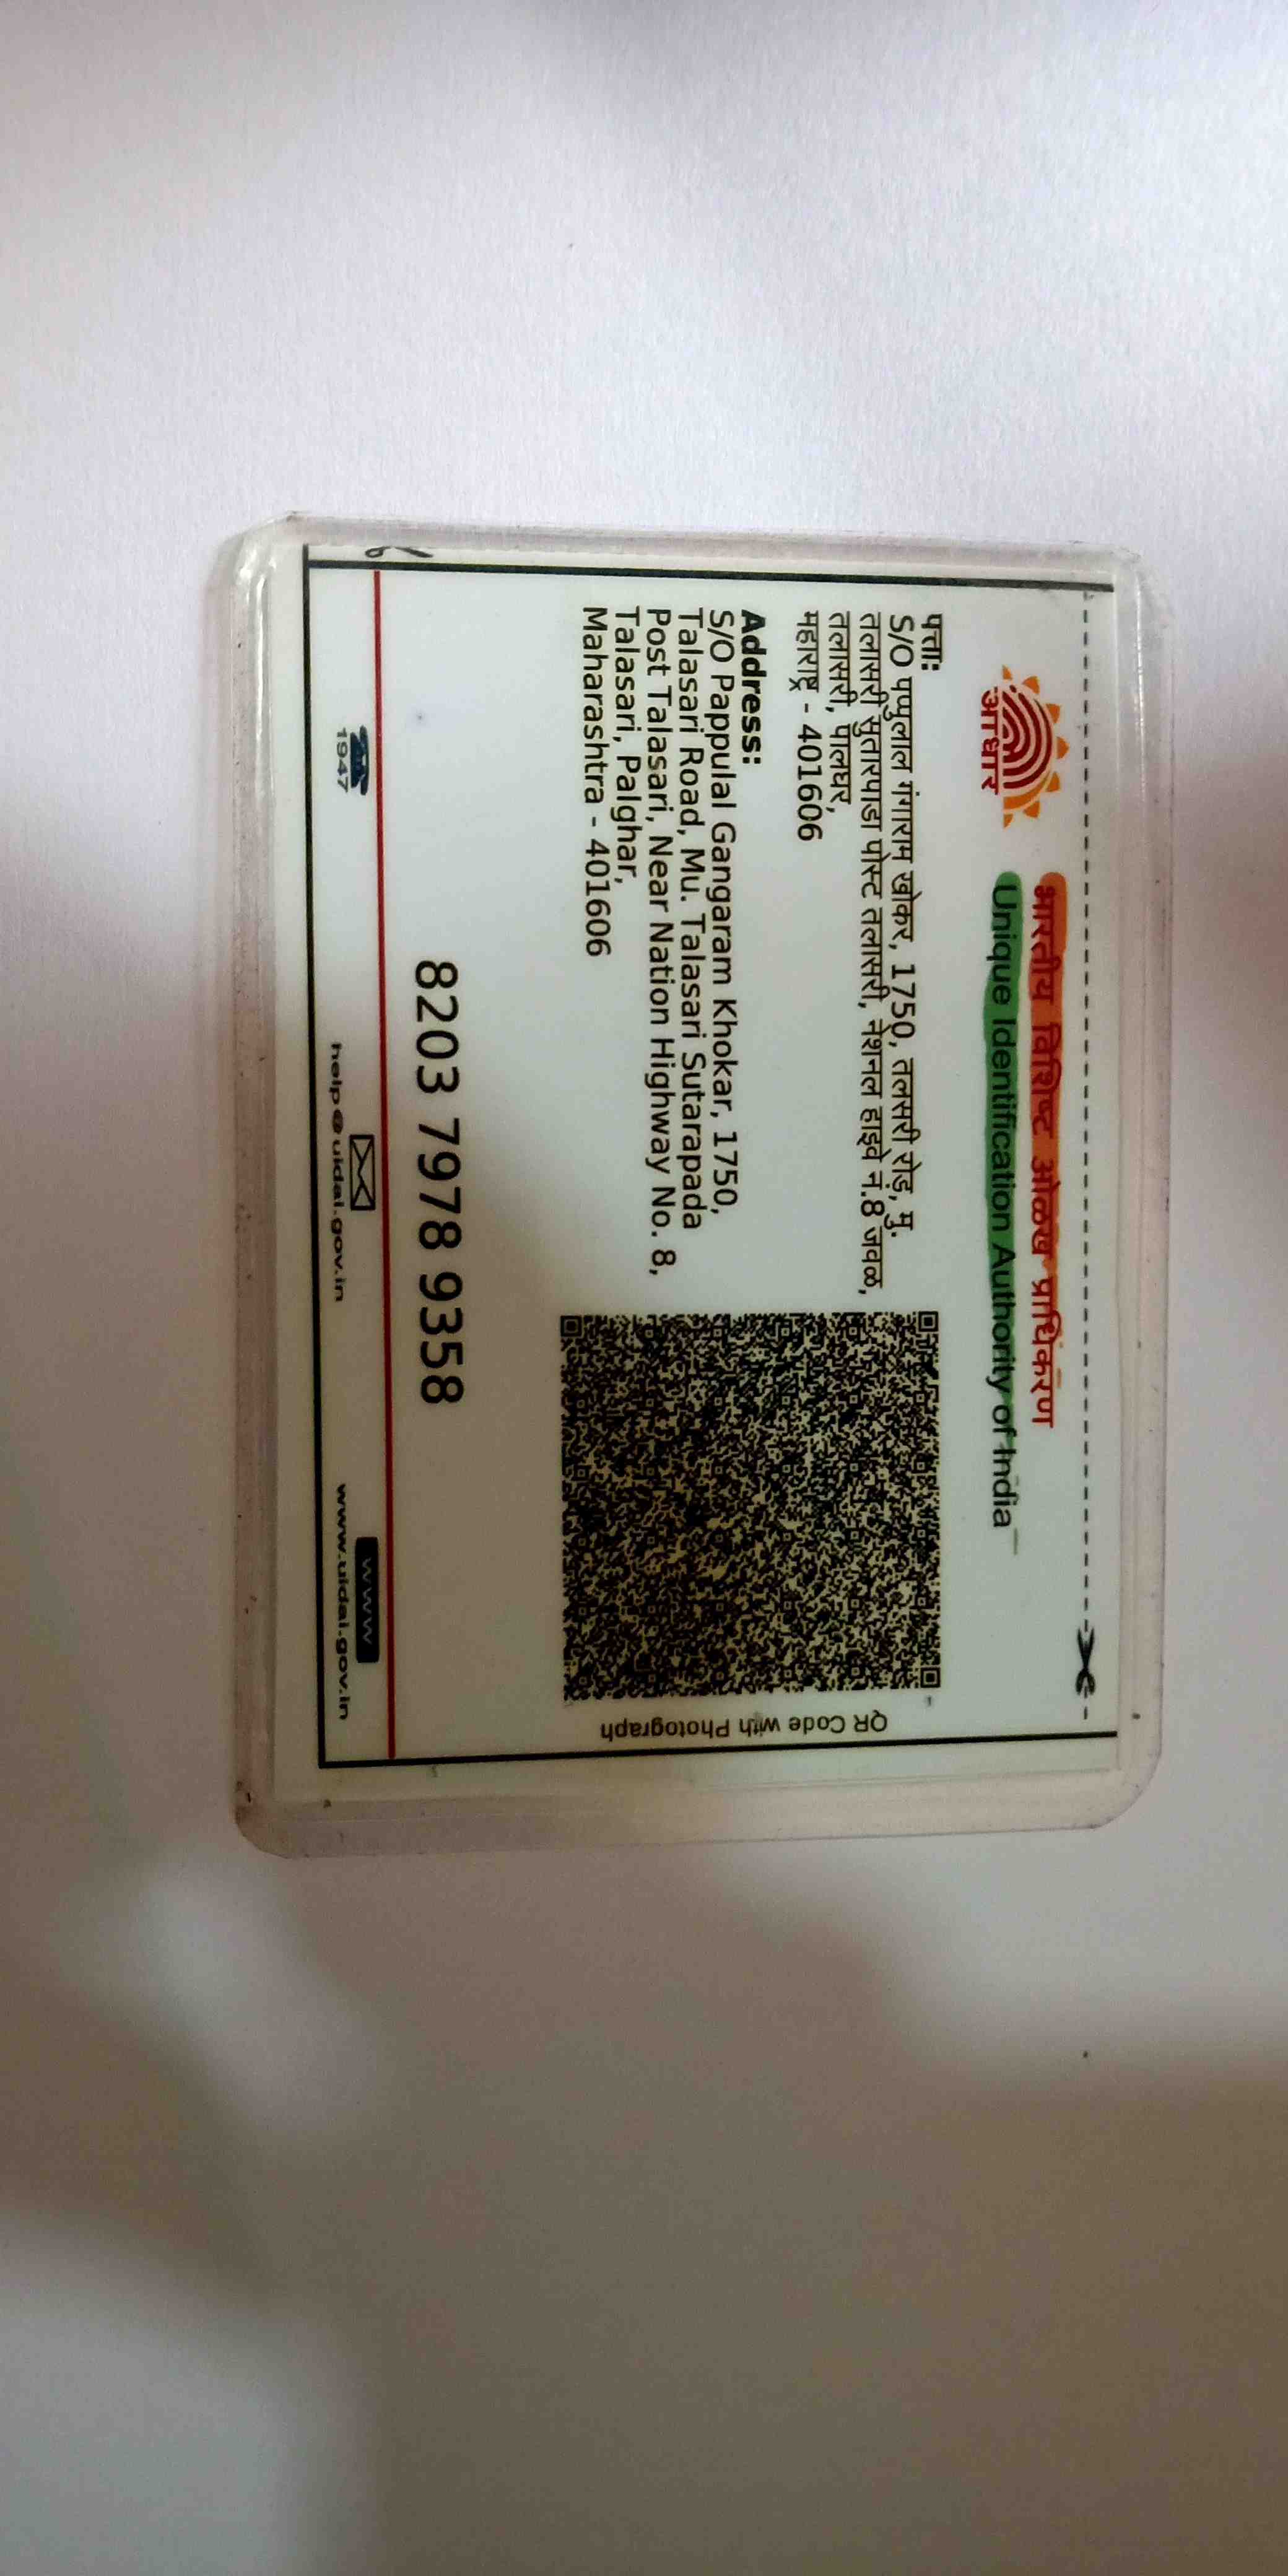 आधार
भारतीय विशिष्ट ओळख प्राधिकरण
Unique Identification Authority of India
पत्ता:
S/O पप्पुलाल गंगाराम खोकर, 1750, तलसरी रोड, मु.
तलासरी सुतारपाडा पोस्ट तलासरी, नेशनल हाइवे नं.8 जवळ,
तलासरी, पालघर,
महाराष्ट्र - 401606
Address:
S/O Pappulal Gangaram Khokar, 1750,
Talasari Road, Mu. Talasari Sutarapada
Post Talasari, Near Nation Highway No. 8,
Talasari, Palghar,
Maharashtra - 401606
QR Code with Photograph
8203 7978 9358
1947
help@uidai.gov.in
www
www.uidai.gov.in